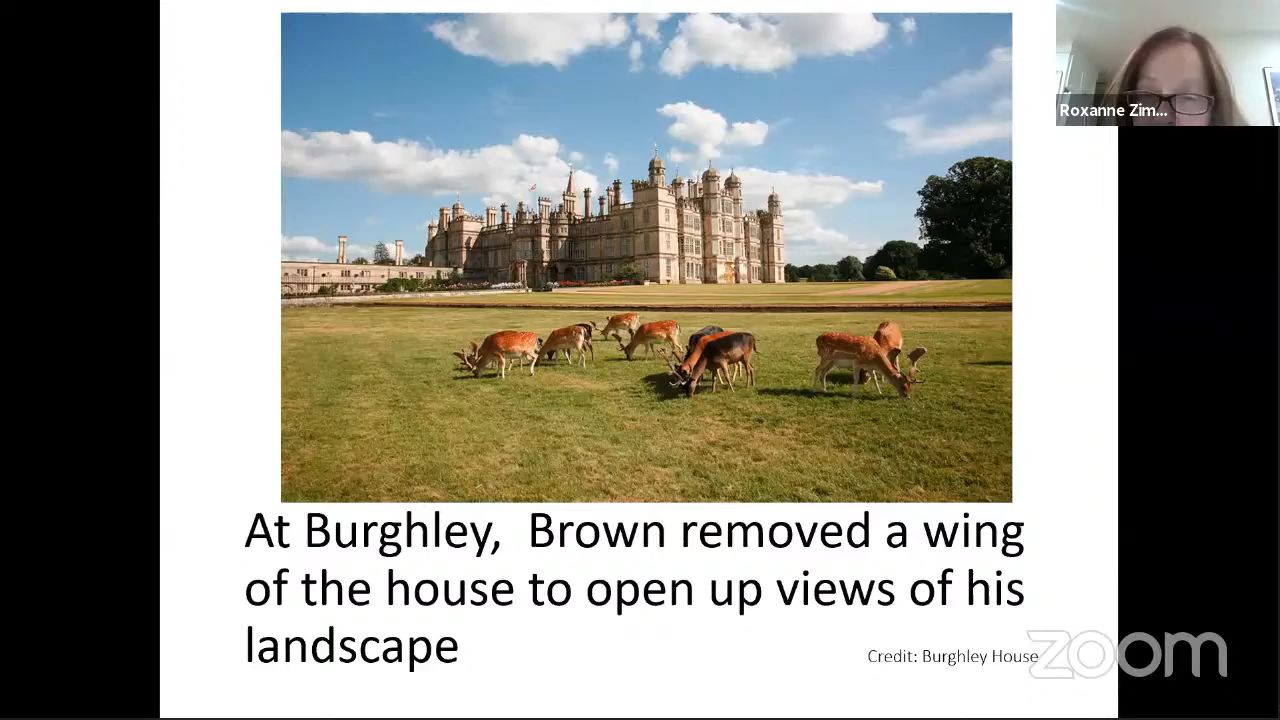 Roxanne Zim...
At Burghley,  Brown removed a wing
of the house to open up views of his
landscape
Credit: Burghley House
zoom